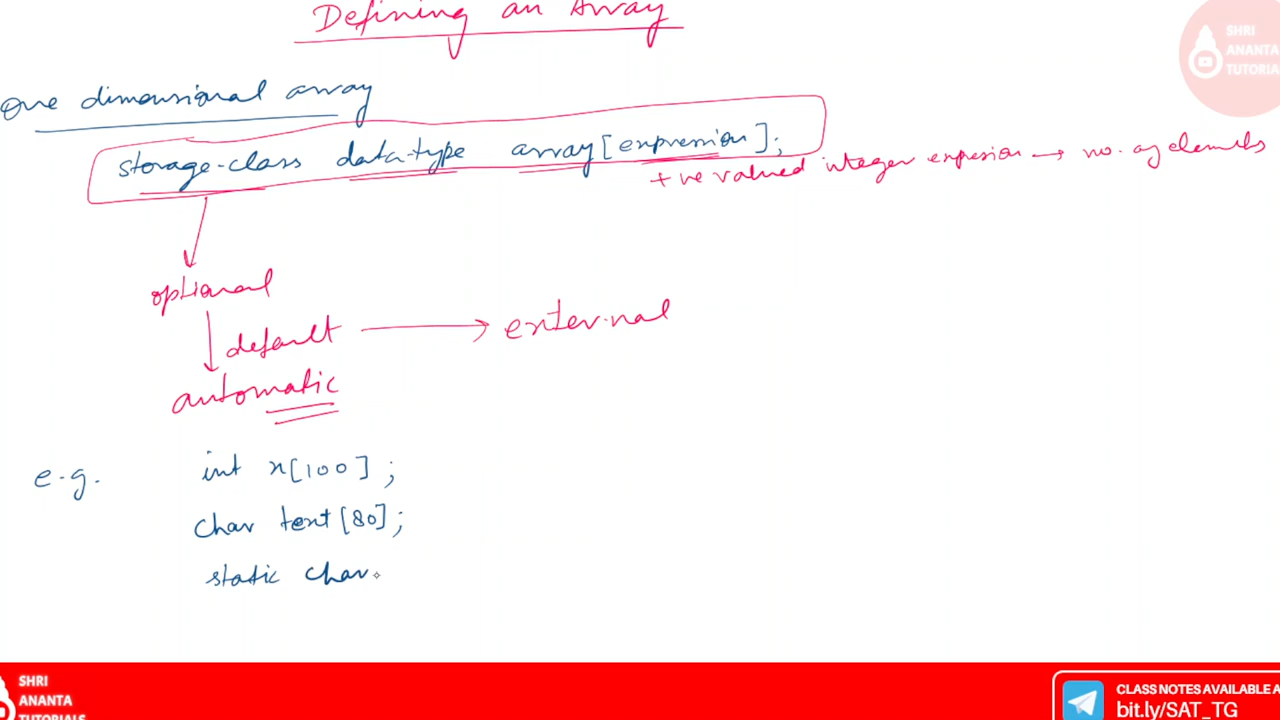 Defining an Array
One dimensional array
storage-class data-type array[expression];
+ve valued integer expression → no. of elements
optional
default → external
automatic
e.g. int x[100];
char text[80];
static char
SHRI
ANANTA
TUTORIA
SHRI
ANANTA
TUTORIALS
CLASS NOTES AVAILABLE A
bit.ly/SAT_TG